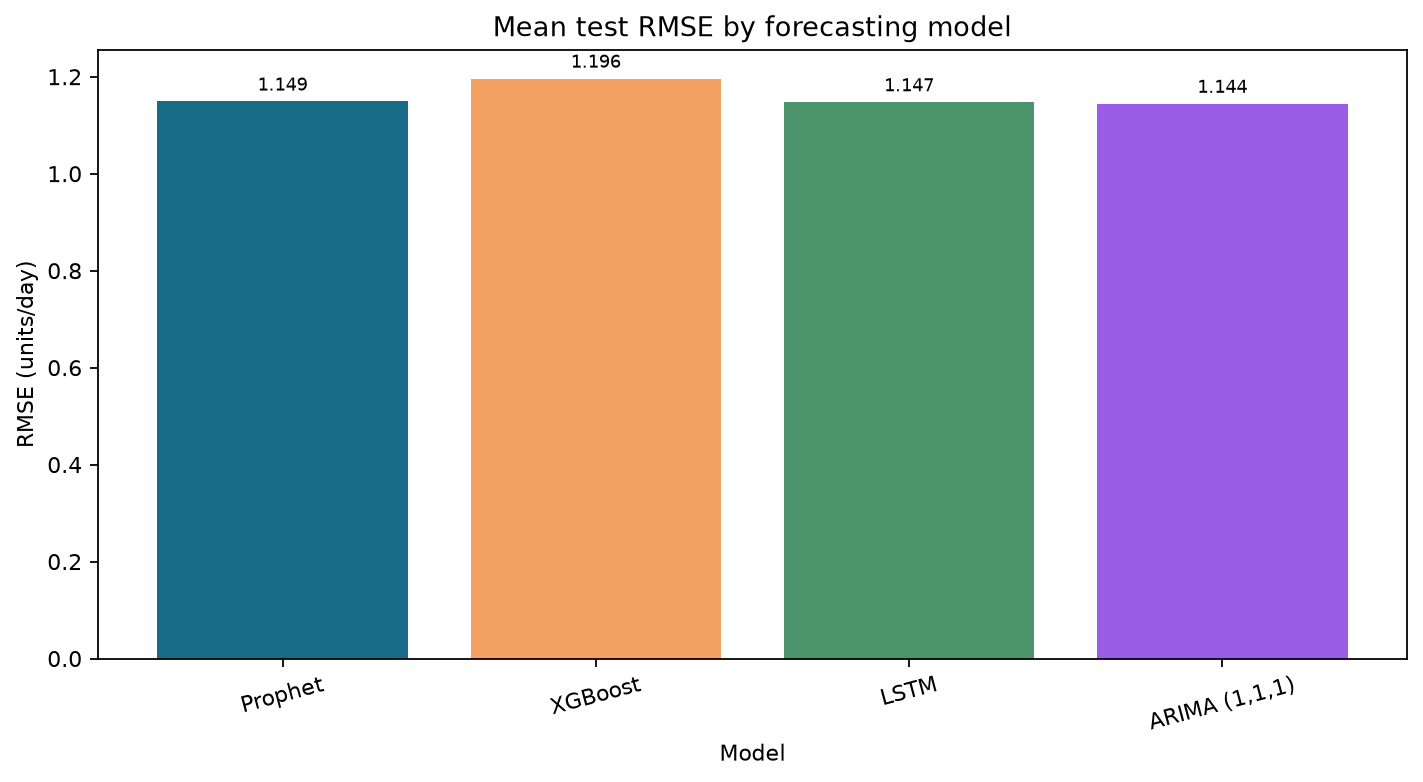 Mean test RMSE by forecasting model
1.149
1.196
1.147
1.144
1.2
1.0
0.8
0.6
0.4
0.2
0.0
RMSE (units/day)
Prophet
XGBoost
LSTM
ARIMA (1,1,1)
Model